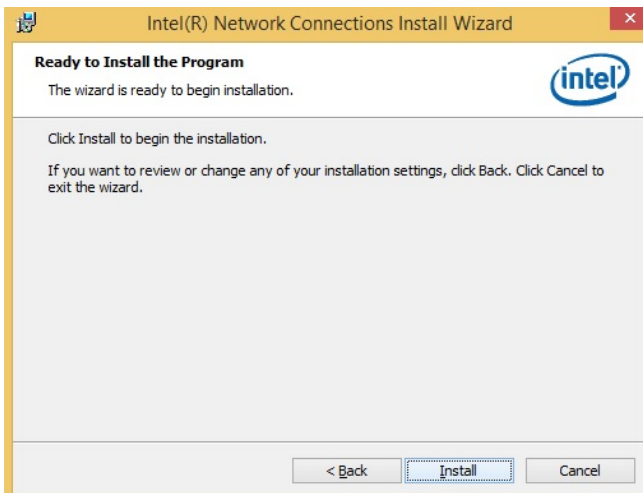 Intel(R) Network Connections Install Wizard
Ready to Install the Program
The wizard is ready to begin installation.
intel
Click Install to begin the installation.
If you want to review or change any of your installation settings, click Back. Click Cancel to
exit the wizard.
< Back Install Cancel